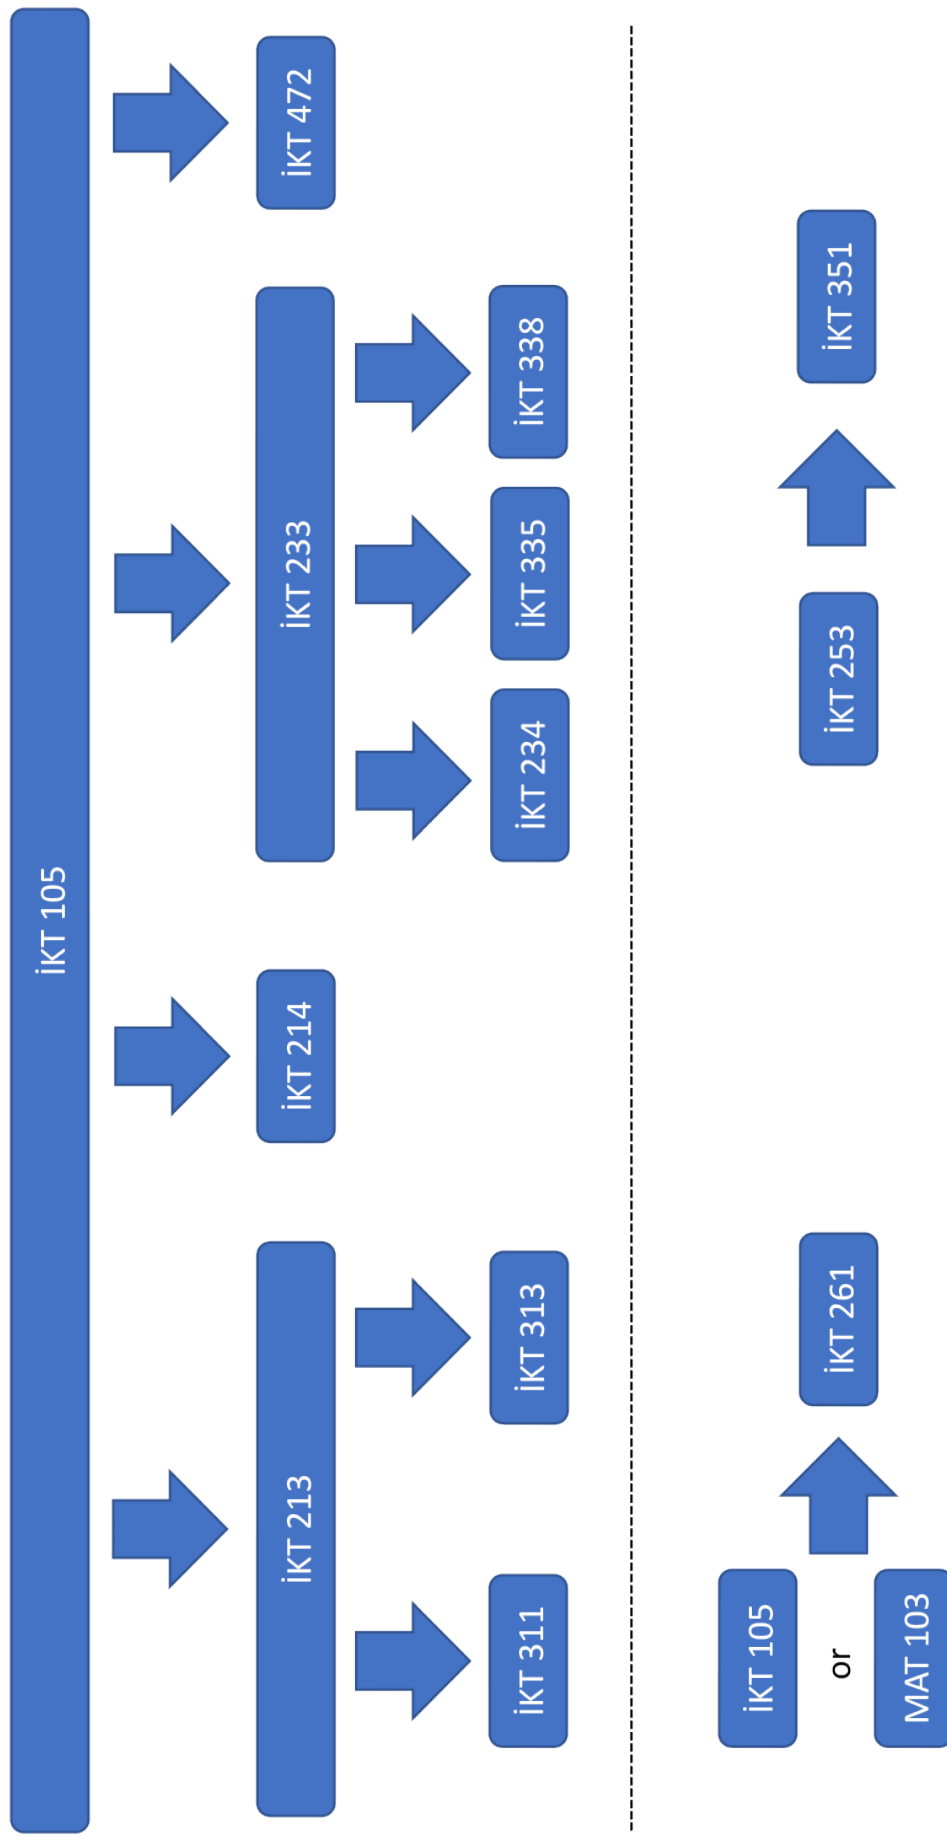 İKT 105
İKT 213
İKT 214
İKT 233
İKT 472
İKT 311
İKT 313
İKT 234
İKT 335
İKT 338
İKT 105
or
MAT 103
İKT 261
İKT 253
İKT 351